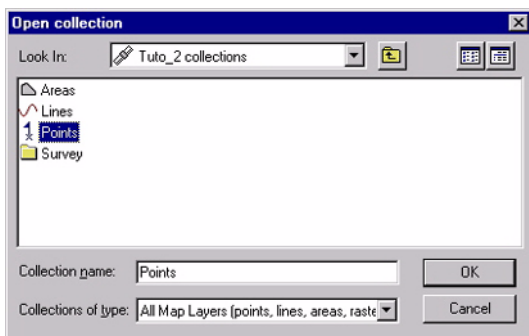 Open collection
Look In: Tuto_2 collections
Areas
Lines
Points
Survey
Collection name: Points OK
Collections of type: All Map Layers (points, lines, areas, raste Cancel